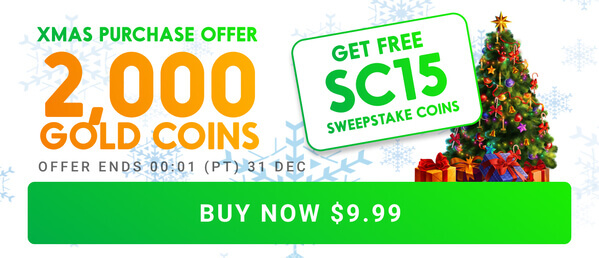 XMAS PURCHASE OFFER
2,000
GOLD COINS
OFFER ENDS 00:01 (PT) 31 DEC
GET FREE
SC15
SWEEPSTAKE COINS
BUY NOW $9.99